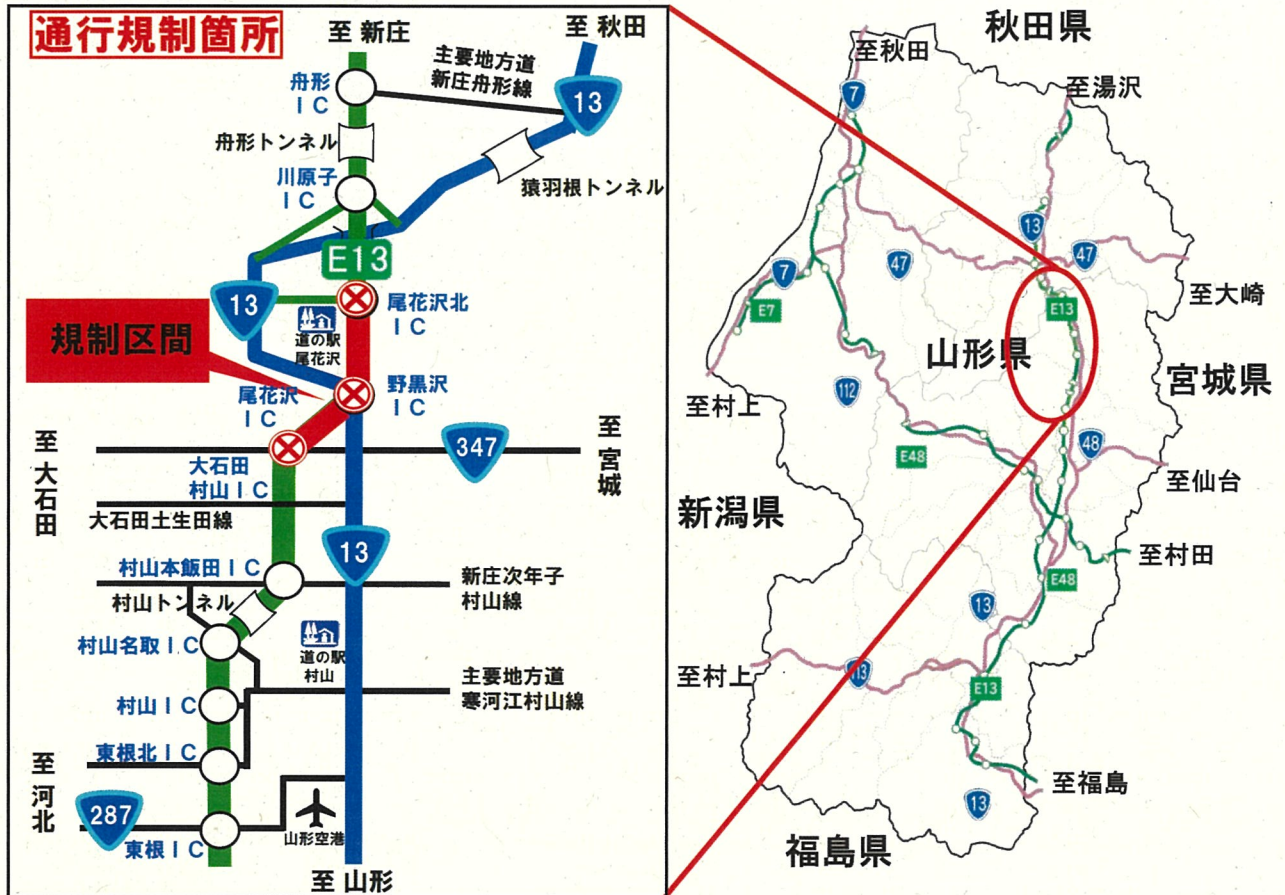 通行規制箇所
至 新庄
至 秋田
主要地方道
新庄舟形線
舟形
ＩＣ
13
舟形トンネル
川原子
ＩＣ
猿羽根トンネル
E13
13
尾花沢北
ＩＣ
道の駅
尾花沢
規制区間
尾花沢
ＩＣ
野黒沢
ＩＣ
至 大石田
347
至 宮城
大石田
村山ＩＣ
大石田土生田線
13
村山本飯田ＩＣ
新庄次年子
村山線
村山トンネル
村山名取ＩＣ
道の駅
村山
主要地方道
寒河江村山線
村山ＩＣ
東根北ＩＣ
至 河北
287
山形空港
東根ＩＣ
至 山形
秋田県
至秋田
至湯沢
7
13
47
47
7
E7
至大崎
E13
山形県
宮城県
112
至村上
E48
48
至仙台
新潟県
至村田
E48
13
至村上
113
E13
至福島
13
福島県